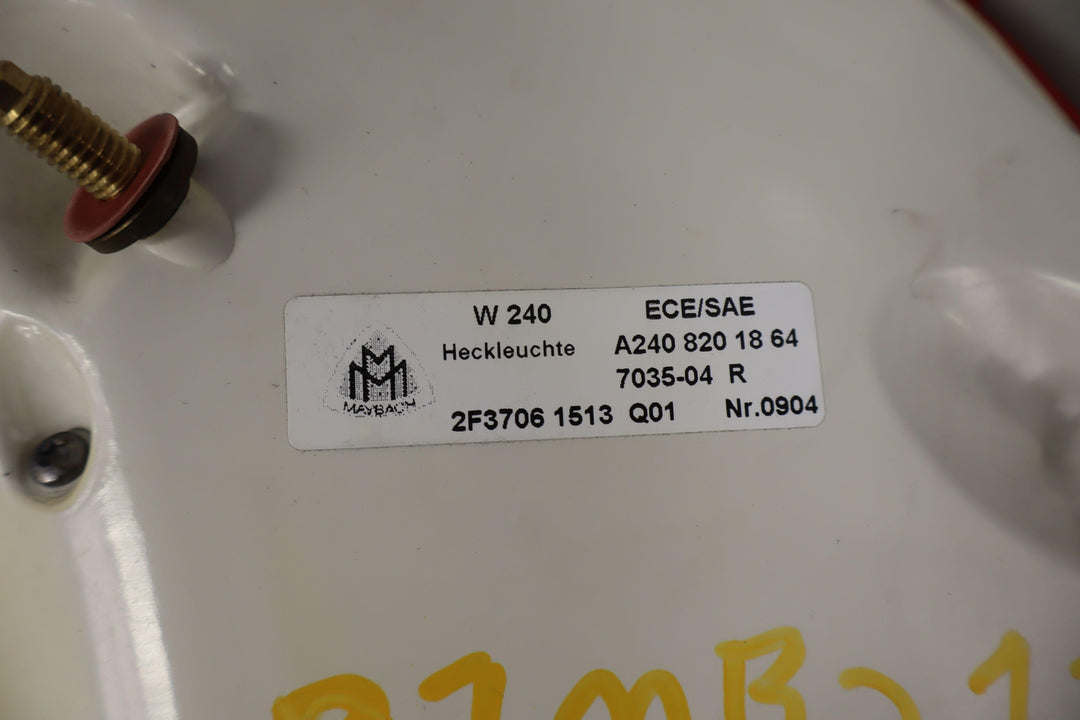 W 240 ECE/SAE
Heckleuchte A240 820 18 64
7035-04 R
MAYBACH
2F3706 1513 Q01 Nr.0904